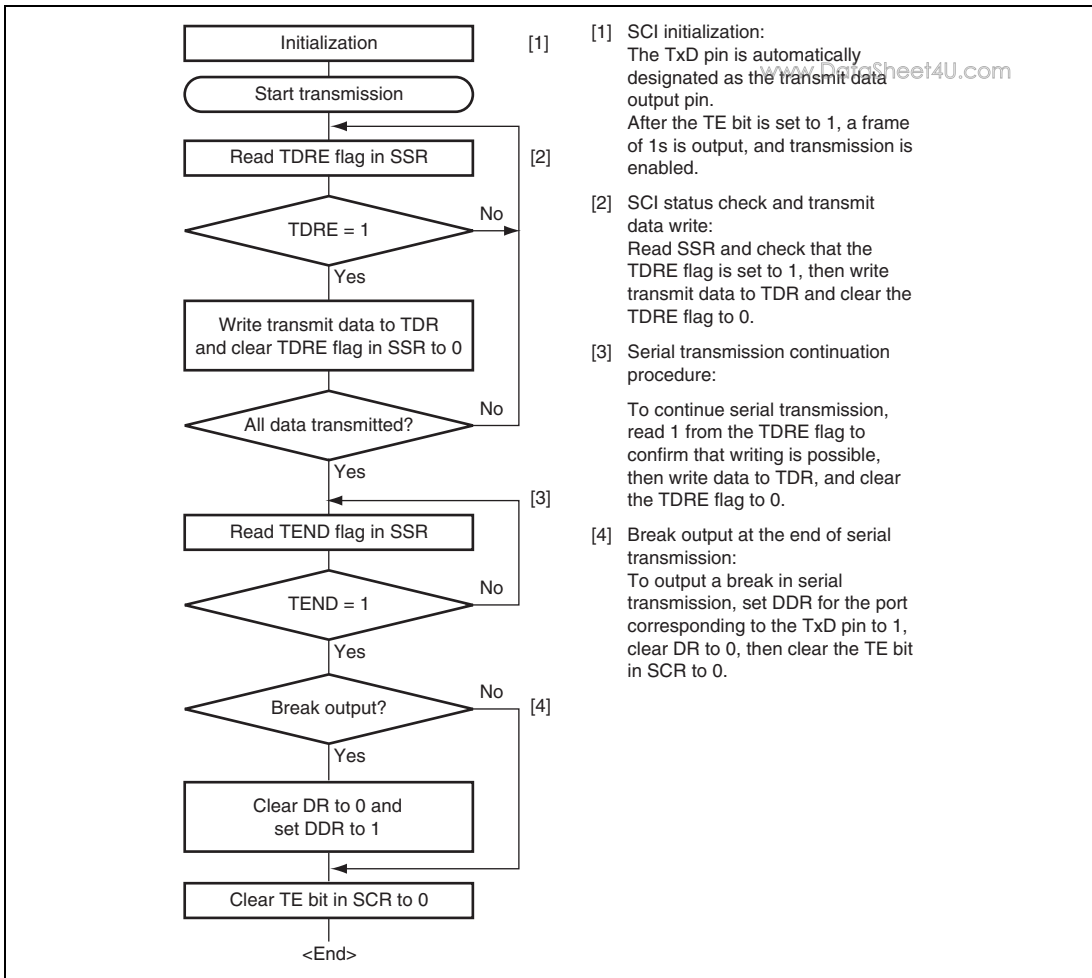 Initialization
[1]
Start transmission
Read TDRE flag in SSR
[2]
TDRE = 1
No
Yes
Write transmit data to TDR
and clear TDRE flag in SSR to 0
All data transmitted?
No
Yes
[3]
Read TEND flag in SSR
TEND = 1
No
Yes
Break output?
No
[4]
Yes
Clear DR to 0 and
set DDR to 1
Clear TE bit in SCR to 0
<End>
[1] SCI initialization:
The TxD pin is automatically
designated as the transmit data
output pin.
After the TE bit is set to 1, a frame
of 1s is output, and transmission is
enabled.
[2] SCI status check and transmit
data write:
Read SSR and check that the
TDRE flag is set to 1, then write
transmit data to TDR and clear the
TDRE flag to 0.
[3] Serial transmission continuation
procedure:
To continue serial transmission,
read 1 from the TDRE flag to
confirm that writing is possible,
then write data to TDR, and clear
the TDRE flag to 0.
[4] Break output at the end of serial
transmission:
To output a break in serial
transmission, set DDR for the port
corresponding to the TxD pin to 1,
clear DR to 0, then clear the TE bit
in SCR to 0.
www.DataSheet4U.com